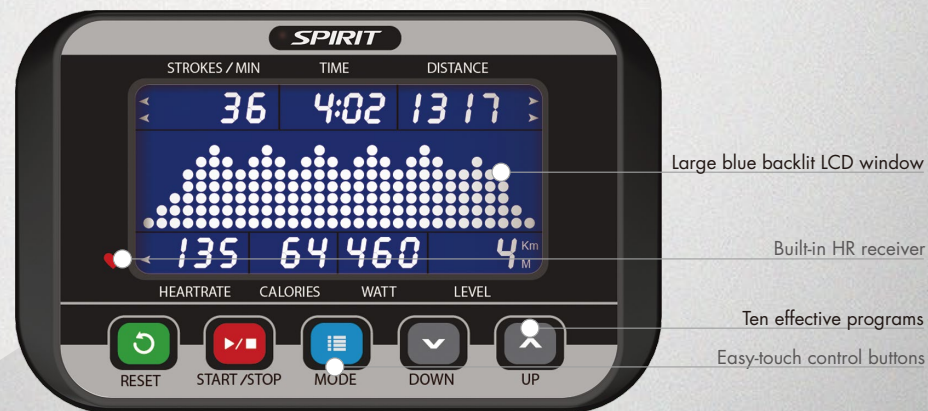 SPIRIT
STROKES / MIN TIME DISTANCE
36 4:02 1317
Large blue backlit LCD window
135 64 460 4 Km M
Built-in HR receiver
HEARTRATE CALORIES WATT LEVEL
Ten effective programs
Easy-touch control buttons
RESET START /STOP MODE DOWN UP